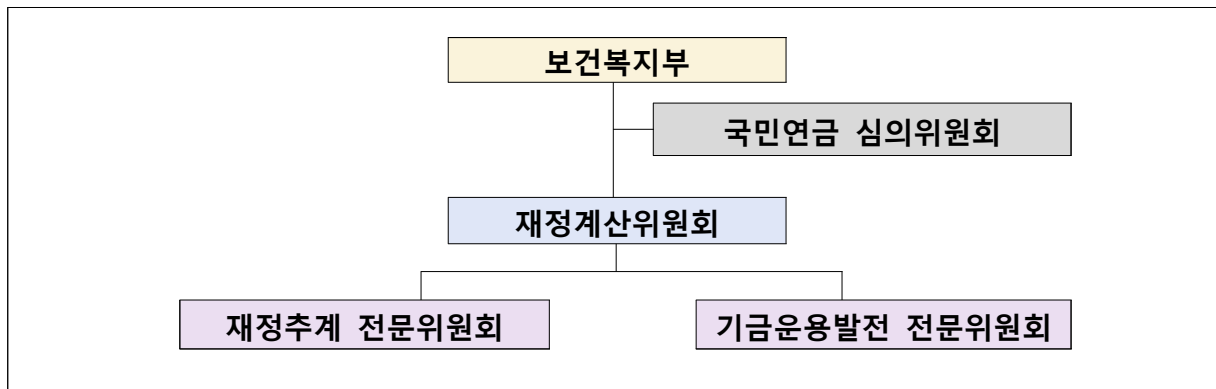 보건복지부
국민연금 심의위원회
재정계산위원회
재정추계 전문위원회
기금운용발전 전문위원회